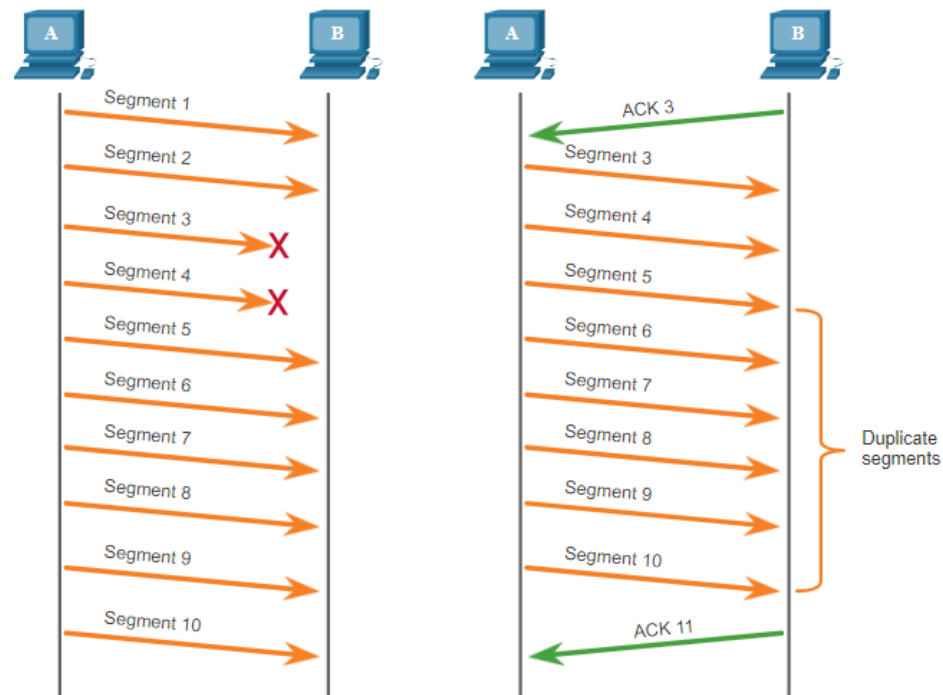 A
B
Segment 1
Segment 2
Segment 3
X
Segment 4
X
Segment 5
Segment 6
Segment 7
Segment 8
Segment 9
Segment 10
A
B
ACK 3
Segment 3
Segment 4
Segment 5
Segment 6
Segment 7
Segment 8
Segment 9
Segment 10
ACK 11
Duplicate
segments